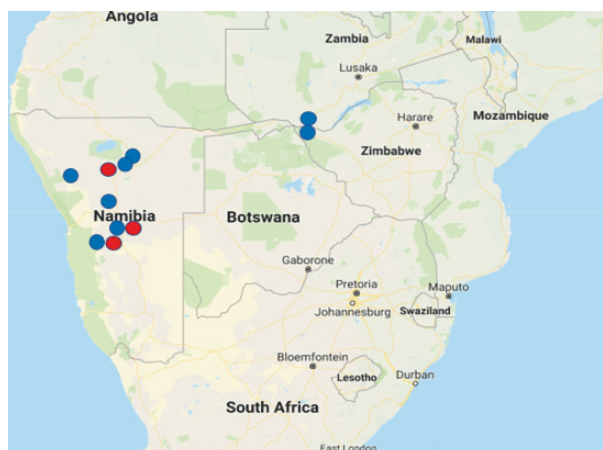 Angola
Zambia
Malawi
Lusaka
Mozambique
Harare
Zimbabwe
Namibia
Botswana
Gaborone
Pretoria
Maputo
Johannesburg
Swaziland
Bloemfontein
Lesotho
Durban
South Africa
East London